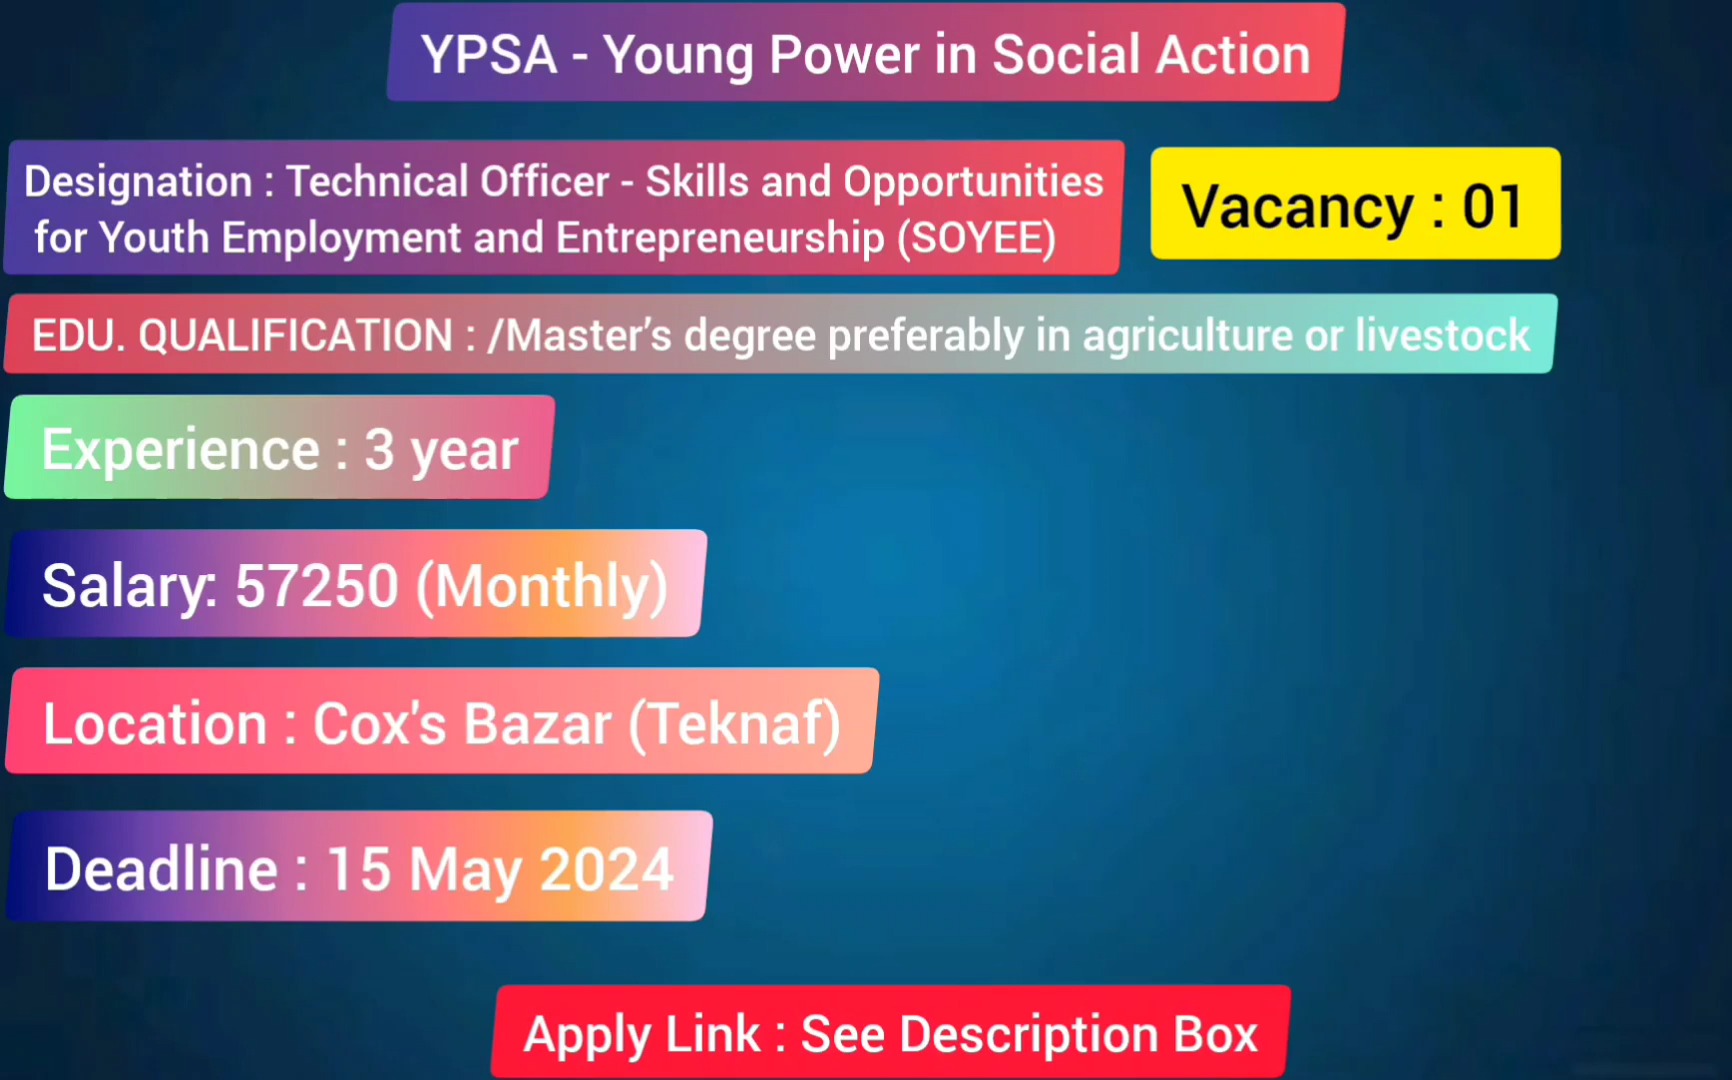 YPSA - Young Power in Social Action
Designation : Technical Officer - Skills and Opportunities
for Youth Employment and Entrepreneurship (SOYEE)
Vacancy : 01
EDU. QUALIFICATION : /Master’s degree preferably in agriculture or livestock
Experience : 3 year
Salary: 57250 (Monthly)
Location : Cox's Bazar (Teknaf)
Deadline : 15 May 2024
Apply Link : See Description Box